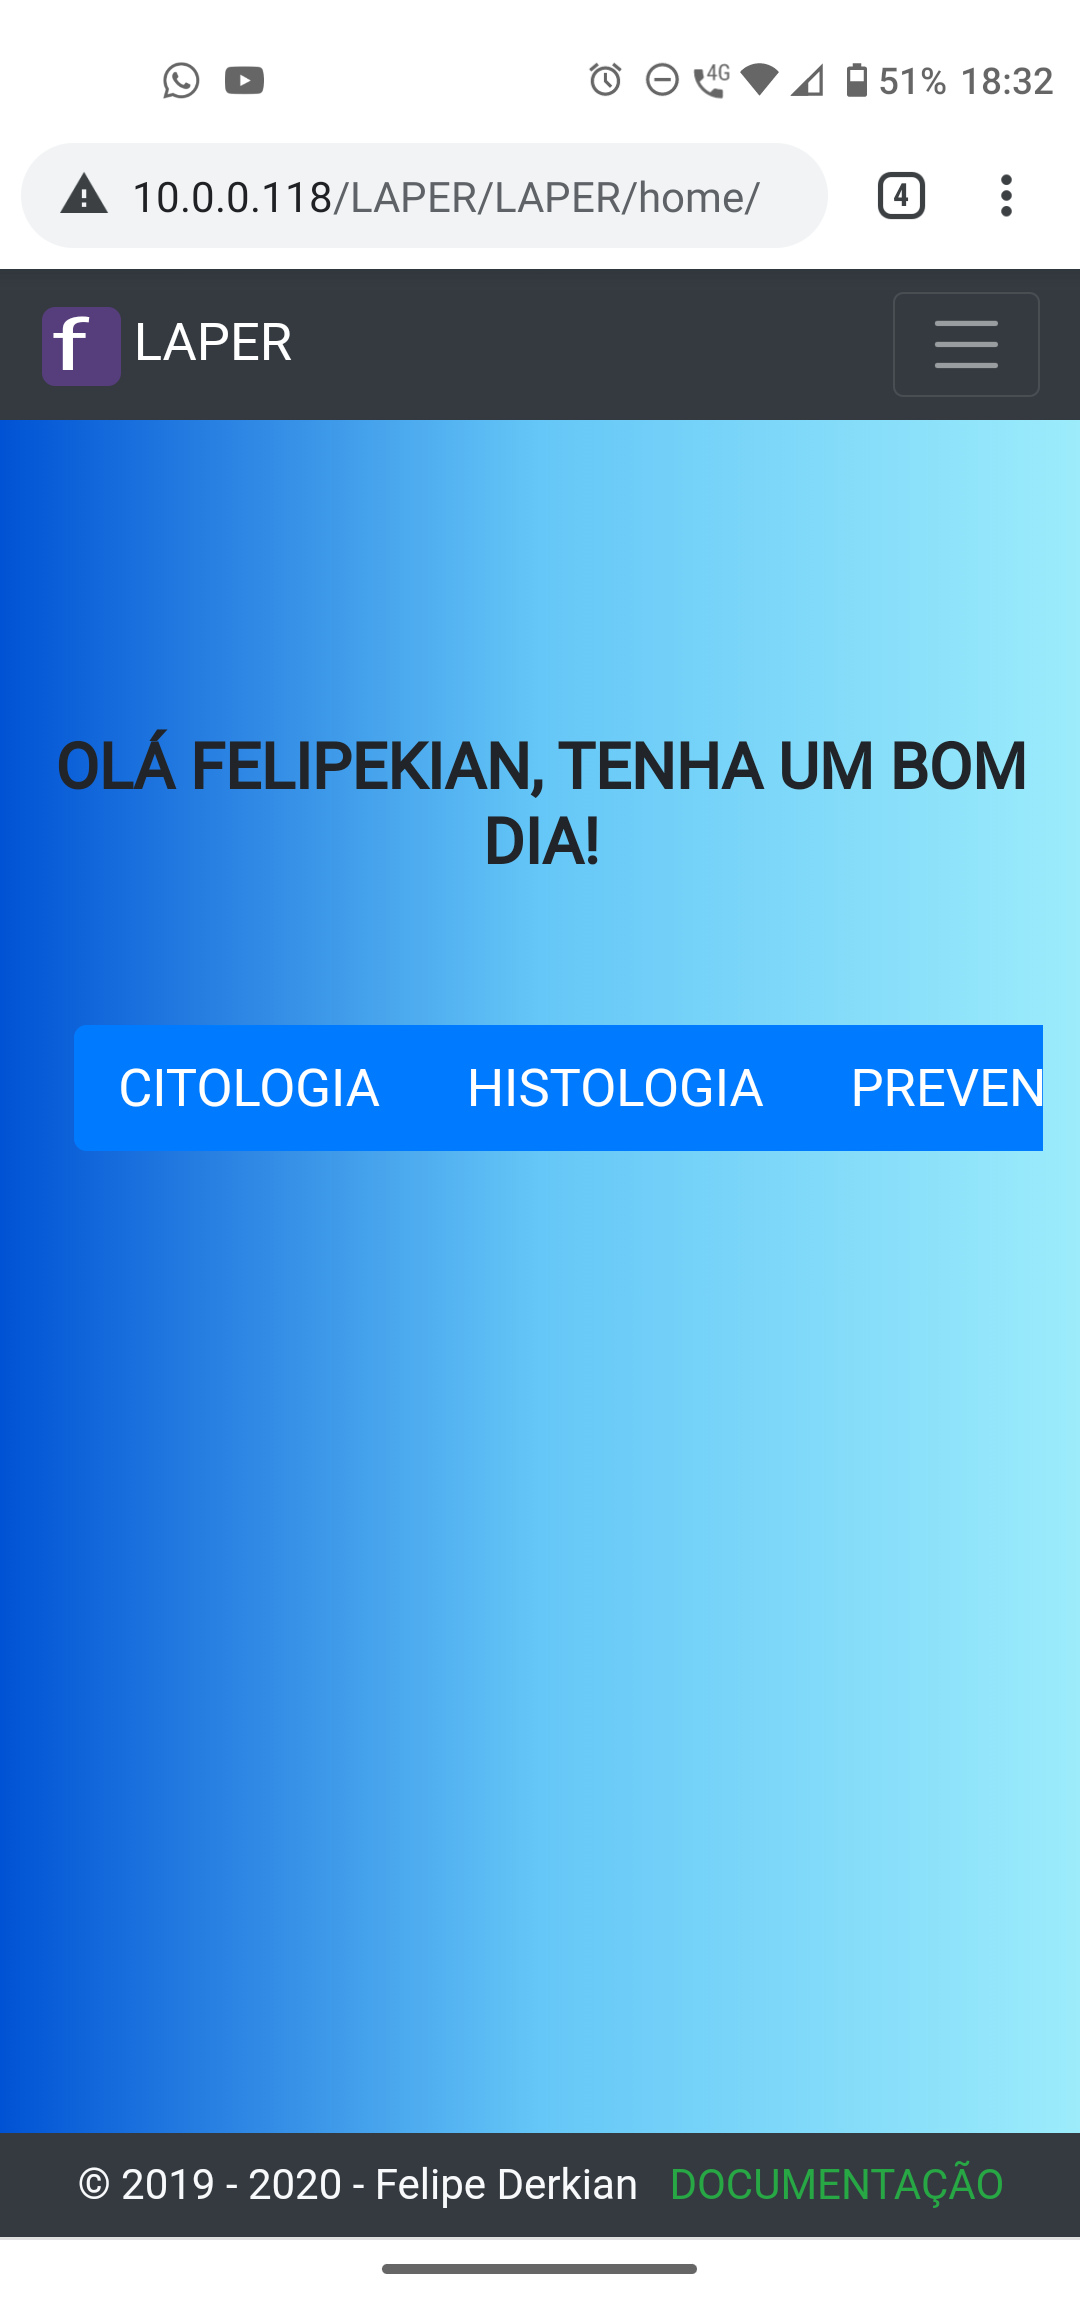 4G 51% 18:32
10.0.0.118/LAPER/LAPER/home/ 4
f LAPER
OLÁ FELIPEKIAN, TENHA UM BOM
DIA!
CITOLOGIA HISTOLOGIA PREVEN
© 2019 - 2020 - Felipe Derkian DOCUMENTAÇÃO